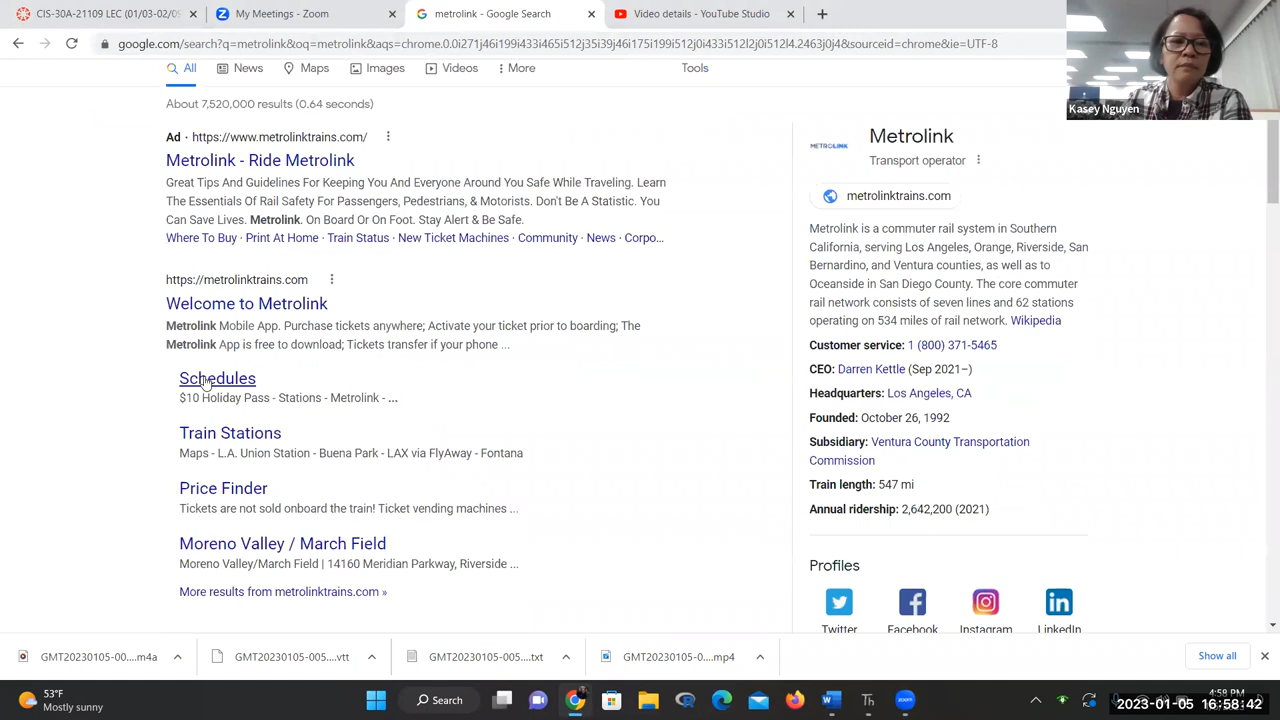 CIS-30A-21109 LEC (01/03-02/09
My Meetings - Zoom
metrolink - Google Search
Video details - YouTube Studio
google.com/search?q=metrolink&oq=metrolink&aqs=chrome.0.0i271j46i199i433i465i512j35i39j46i175i199i512j0i433i512l2j0i512l4.2463j0j4&sourceid=chrome&ie=UTF-8
All
News
Maps
Images
Videos
More
Tools
Kasey Nguyen
About 7,520,000 results (0.64 seconds)
Ad · https://www.metrolinktrains.com/
Metrolink - Ride Metrolink
Great Tips And Guidelines For Keeping You And Everyone Around You Safe While Traveling. Learn
The Essentials Of Rail Safety For Passengers, Pedestrians, & Motorists. Don't Be A Statistic. You
Can Save Lives. Metrolink. On Board Or On Foot. Stay Alert & Be Safe.
Where To Buy · Print At Home · Train Status · New Ticket Machines · Community · News · Corpo...
https://metrolinktrains.com
Welcome to Metrolink
Metrolink Mobile App. Purchase tickets anywhere; Activate your ticket prior to boarding; The
Metrolink App is free to download; Tickets transfer if your phone ...
Schedules
$10 Holiday Pass - Stations - Metrolink - ...
Train Stations
Maps - L.A. Union Station - Buena Park - LAX via FlyAway - Fontana
Price Finder
Tickets are not sold onboard the train! Ticket vending machines ...
Moreno Valley / March Field
Moreno Valley/March Field | 14160 Meridian Parkway, Riverside ...
More results from metrolinktrains.com »
METROLINK
Metrolink
Transport operator
metrolinktrains.com
Metrolink is a commuter rail system in Southern
California, serving Los Angeles, Orange, Riverside, San
Bernardino, and Ventura counties, as well as to
Oceanside in San Diego County. The core commuter
rail network consists of seven lines and 62 stations
operating on 534 miles of rail network. Wikipedia
Customer service: 1 (800) 371-5465
CEO: Darren Kettle (Sep 2021–)
Headquarters: Los Angeles, CA
Founded: October 26, 1992
Subsidiary: Ventura County Transportation
Commission
Train length: 547 mi
Annual ridership: 2,642,200 (2021)
Profiles
Twitter
Facebook
Instagram
LinkedIn
GMT20230105-00....m4a
GMT20230105-005....vtt
GMT20230105-005....txt
GMT20230105-0....mp4
Show all
53°F
Mostly sunny
Search
4:58 PM
2023-01-05 16:58:42